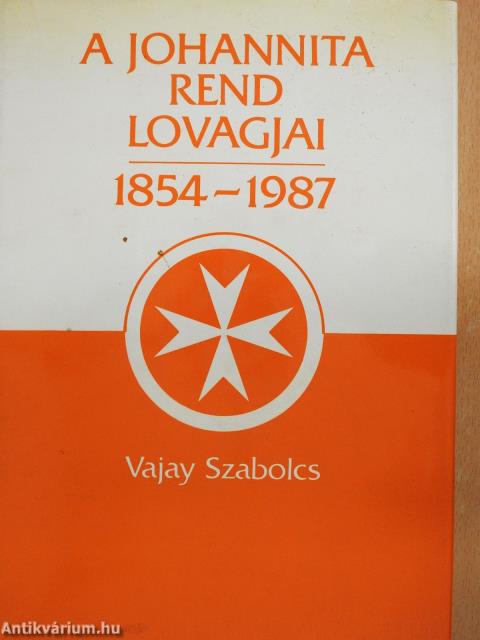 A JOHANNITA
REND
LOVAGJAI
1854–1987
Vajay Szabolcs
Antikvárium.hu